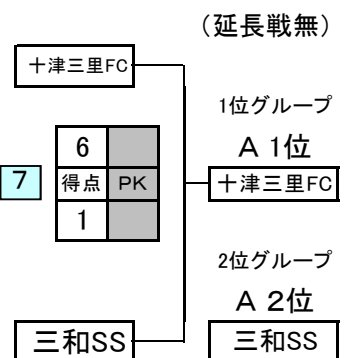 （延長戦無）
十津三里FC
1位グループ
6
A 1位
7
得点 PK
十津三里FC
1
2位グループ
A 2位
三和SS
三和SS